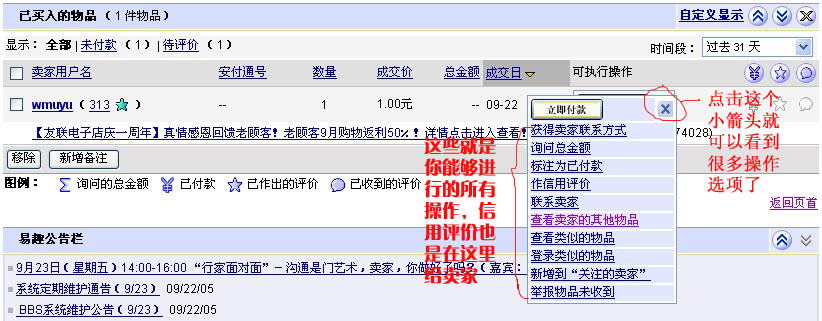 已买入的物品 ( 1 件物品) 自定义显示
显示: 全部 | 未付款 ( 1 ) | 待评价 ( 1 ) 时间段: 过去 31 天
卖家用户名 安付通号 数量 成交价 总金额 成交日 可执行操作
wmuyu ( 313 ) -- 1 1.00元 -- 09-22
【友联电子店庆一周年】真情感恩回馈老顾客! 老顾客9月购物返利50% ! 详情点击进入查看! 74028)
立即付款
获得卖家联系方式
询问总金额
标注为已付款
作信用评价
联系卖家
查看卖家的其他物品
查看类似的物品
登录类似的物品
新增到“关注的卖家”
举报物品未收到
点击这个
小箭头就
可以看到
很多操作
选项了
这些就是
你能够进
行的所有
操作，信
用评价也
是在这里
给卖家
移除 新增备注
图例: 询问的总金额 已付款 已作出的评价 已收到的评价
返回页首
易趣公告栏
9月23日 ( 星期五 ) 14:00-16:00 “行家面对面” – 沟通是门艺术，卖家，你做好了吗 ( 嘉宾:
系统定期维护通告 ( 9/23 ) 09/22/05
BBS系统维护公告 ( 9/23 ) 09/22/05